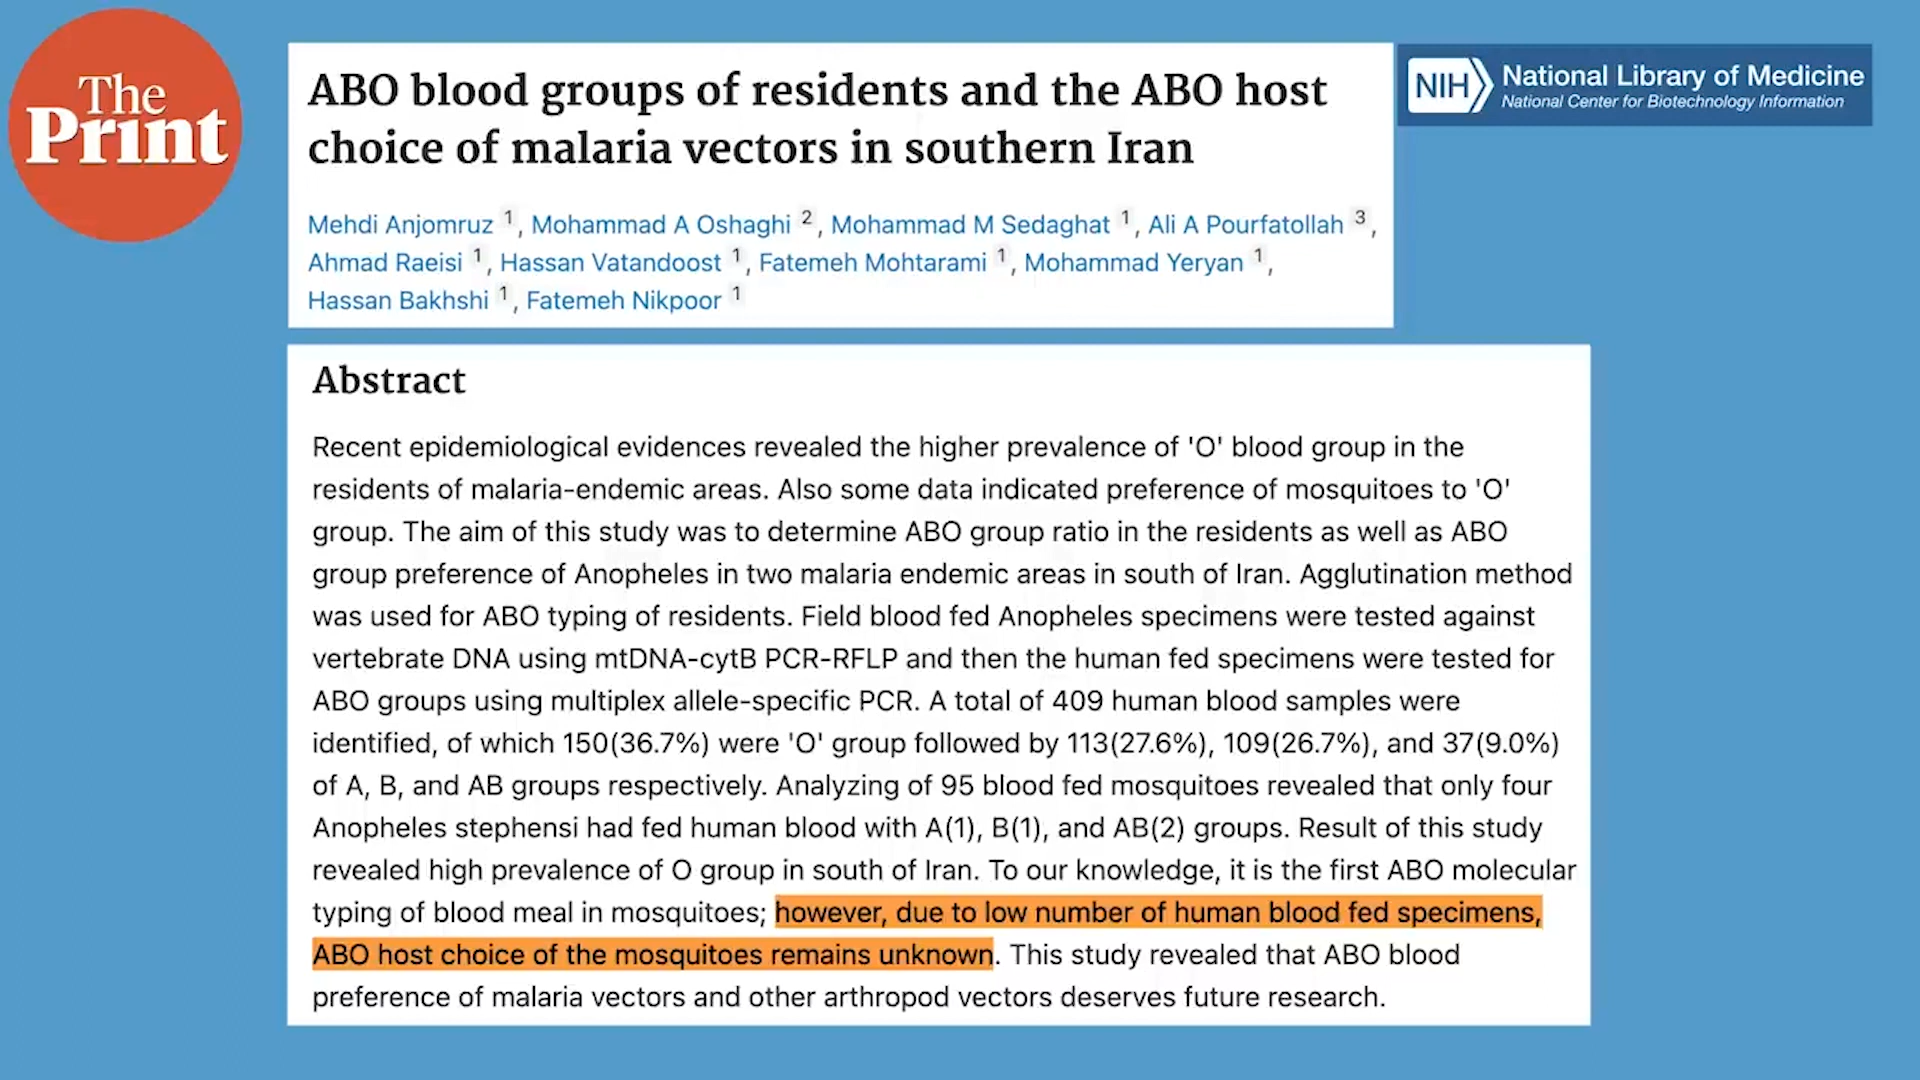 The
Print
ABO blood groups of residents and the ABO host
choice of malaria vectors in southern Iran
NIH National Library of Medicine
National Center for Biotechnology Information
Mehdi Anjomruz 1, Mohammad A Oshaghi 2, Mohammad M Sedaghat 1, Ali A Pourfatollah 3,
Ahmad Raeisi 1, Hassan Vatandoost 1, Fatemeh Mohtarami 1, Mohammad Yeryan 1,
Hassan Bakhshi 1, Fatemeh Nikpoor 1
Abstract
Recent epidemiological evidences revealed the higher prevalence of 'O' blood group in the
residents of malaria-endemic areas. Also some data indicated preference of mosquitoes to 'O'
group. The aim of this study was to determine ABO group ratio in the residents as well as ABO
group preference of Anopheles in two malaria endemic areas in south of Iran. Agglutination method
was used for ABO typing of residents. Field blood fed Anopheles specimens were tested against
vertebrate DNA using mtDNA-cytB PCR-RFLP and then the human fed specimens were tested for
ABO groups using multiplex allele-specific PCR. A total of 409 human blood samples were
identified, of which 150(36.7%) were 'O' group followed by 113(27.6%), 109(26.7%), and 37(9.0%)
of A, B, and AB groups respectively. Analyzing of 95 blood fed mosquitoes revealed that only four
Anopheles stephensi had fed human blood with A(1), B(1), and AB(2) groups. Result of this study
revealed high prevalence of O group in south of Iran. To our knowledge, it is the first ABO molecular
typing of blood meal in mosquitoes; however, due to low number of human blood fed specimens,
ABO host choice of the mosquitoes remains unknown. This study revealed that ABO blood
preference of malaria vectors and other arthropod vectors deserves future research.